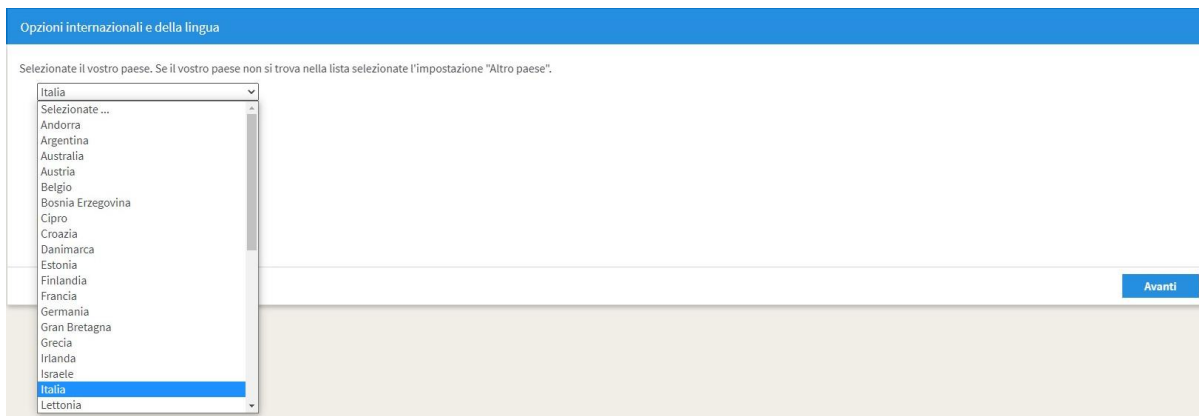 Opzioni internazionali e della lingua
Selezionate il vostro paese. Se il vostro paese non si trova nella lista selezionate l'impostazione "Altro paese".
Italia
Selezionate ...
Andorra
Argentina
Australia
Austria
Belgio
Bosnia Erzegovina
Cipro
Croazia
Danimarca
Estonia
Finlandia
Francia
Germania
Gran Bretagna
Grecia
Irlanda
Israele
Italia
Lettonia
Avanti